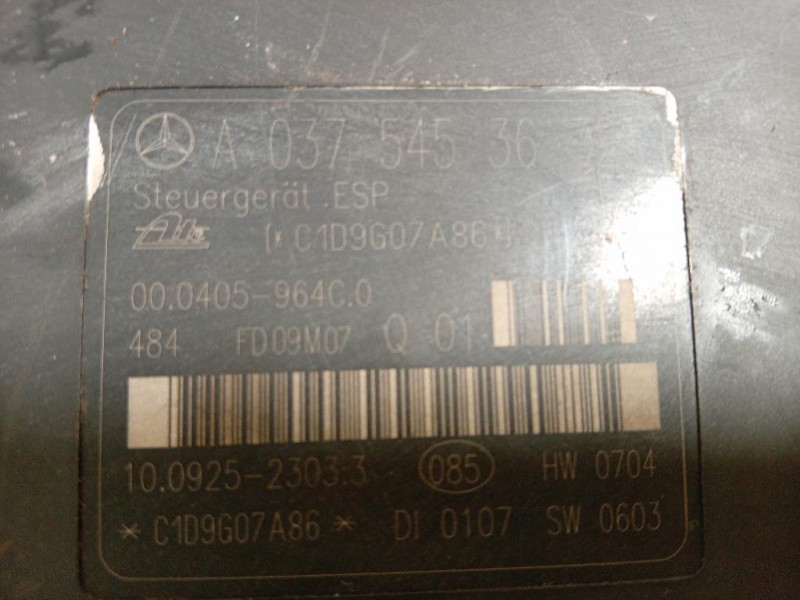 A 037 545 36
Steuergerät .ESP
Ate (* C1D9G07A86 *)
00.0405-964C.0
484 FD09M07 Q 01
10.0925-2303.3 085 HW 0704
* C1D9G07A86 * DI 0107 SW 0603